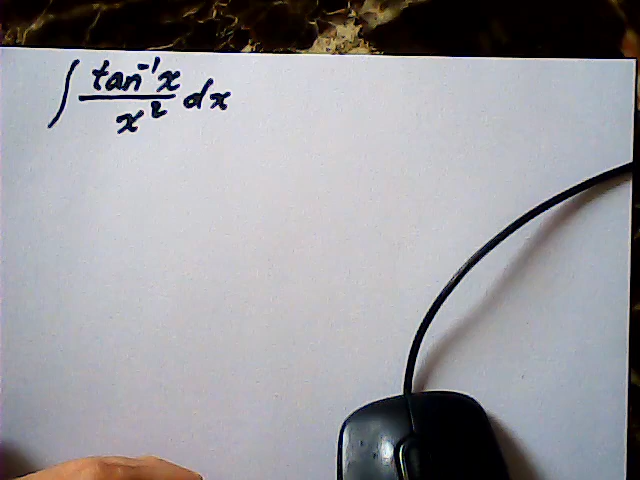 ∫ tan⁻¹x / x² dx